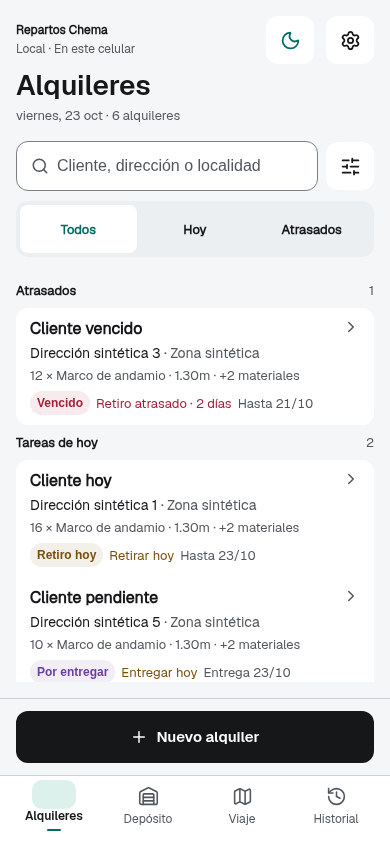 Repartos Chema
Local · En este celular
Alquileres
viernes, 23 oct · 6 alquileres
Cliente, dirección o localidad
Todos
Hoy
Atrasados
Atrasados 1
Cliente vencido
Dirección sintética 3 · Zona sintética
12 × Marco de andamio · 1.30m · +2 materiales
Vencido Retiro atrasado · 2 días Hasta 21/10
Tareas de hoy 2
Cliente hoy
Dirección sintética 1 · Zona sintética
16 × Marco de andamio · 1.30m · +2 materiales
Retiro hoy Retirar hoy Hasta 23/10
Cliente pendiente
Dirección sintética 5 · Zona sintética
10 × Marco de andamio · 1.30m · +2 materiales
Por entregar Entregar hoy Entrega 23/10
Nuevo alquiler
Alquileres
Depósito
Viaje
Historial